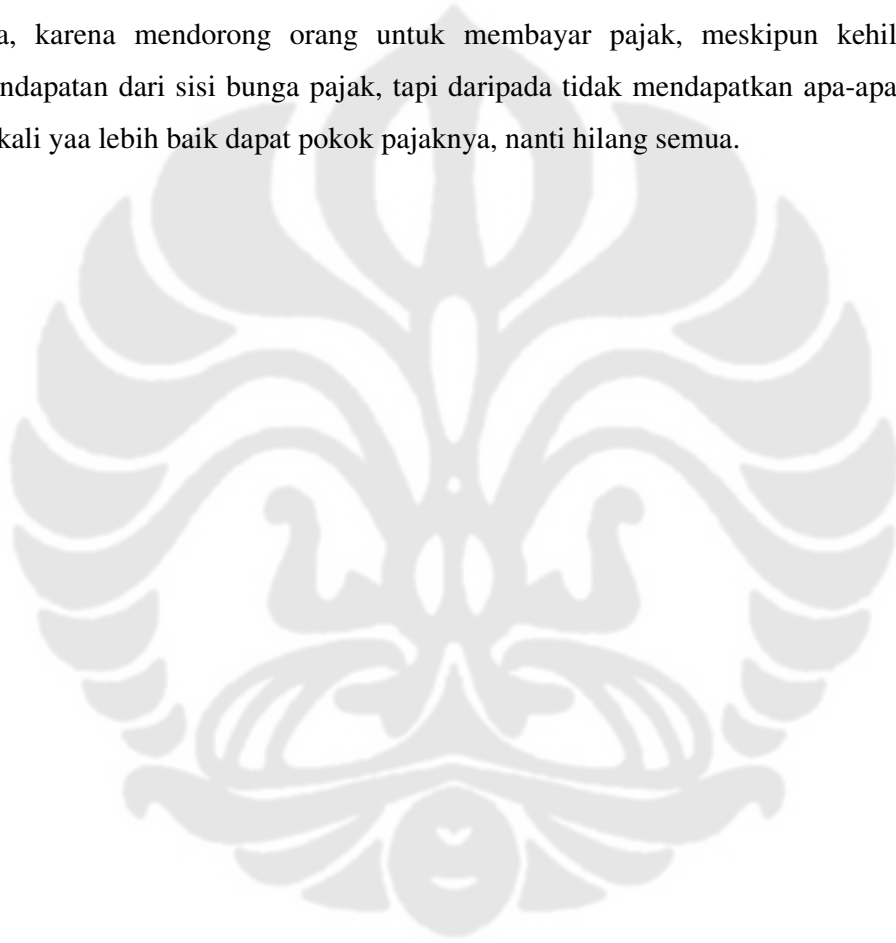 a, karena mendorong orang untuk membayar pajak, meskipun kehil
ndapatan dari sisi bunga pajak, tapi daripada tidak mendapatkan apa-apa
kali yaa lebih baik dapat pokok pajaknya, nanti hilang semua.